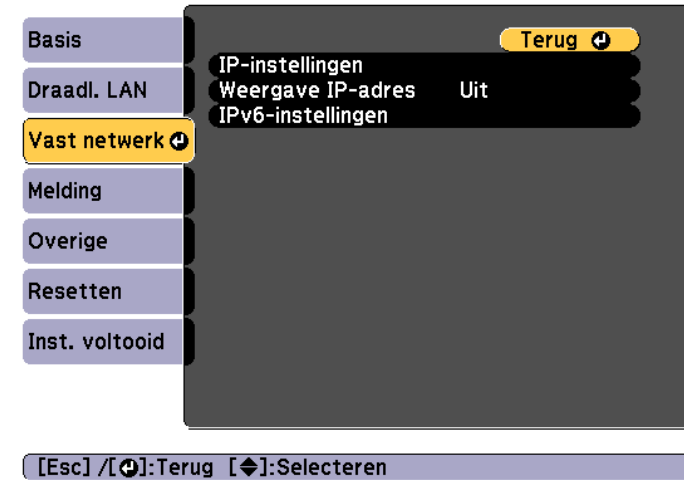 Basis
Draadl. LAN
Vast netwerk
Melding
Overige
Resetten
Inst. voltooid
Terug
IP-instellingen
Weergave IP-adres Uit
IPv6-instellingen
[Esc] /[]:Terug []:Selecteren